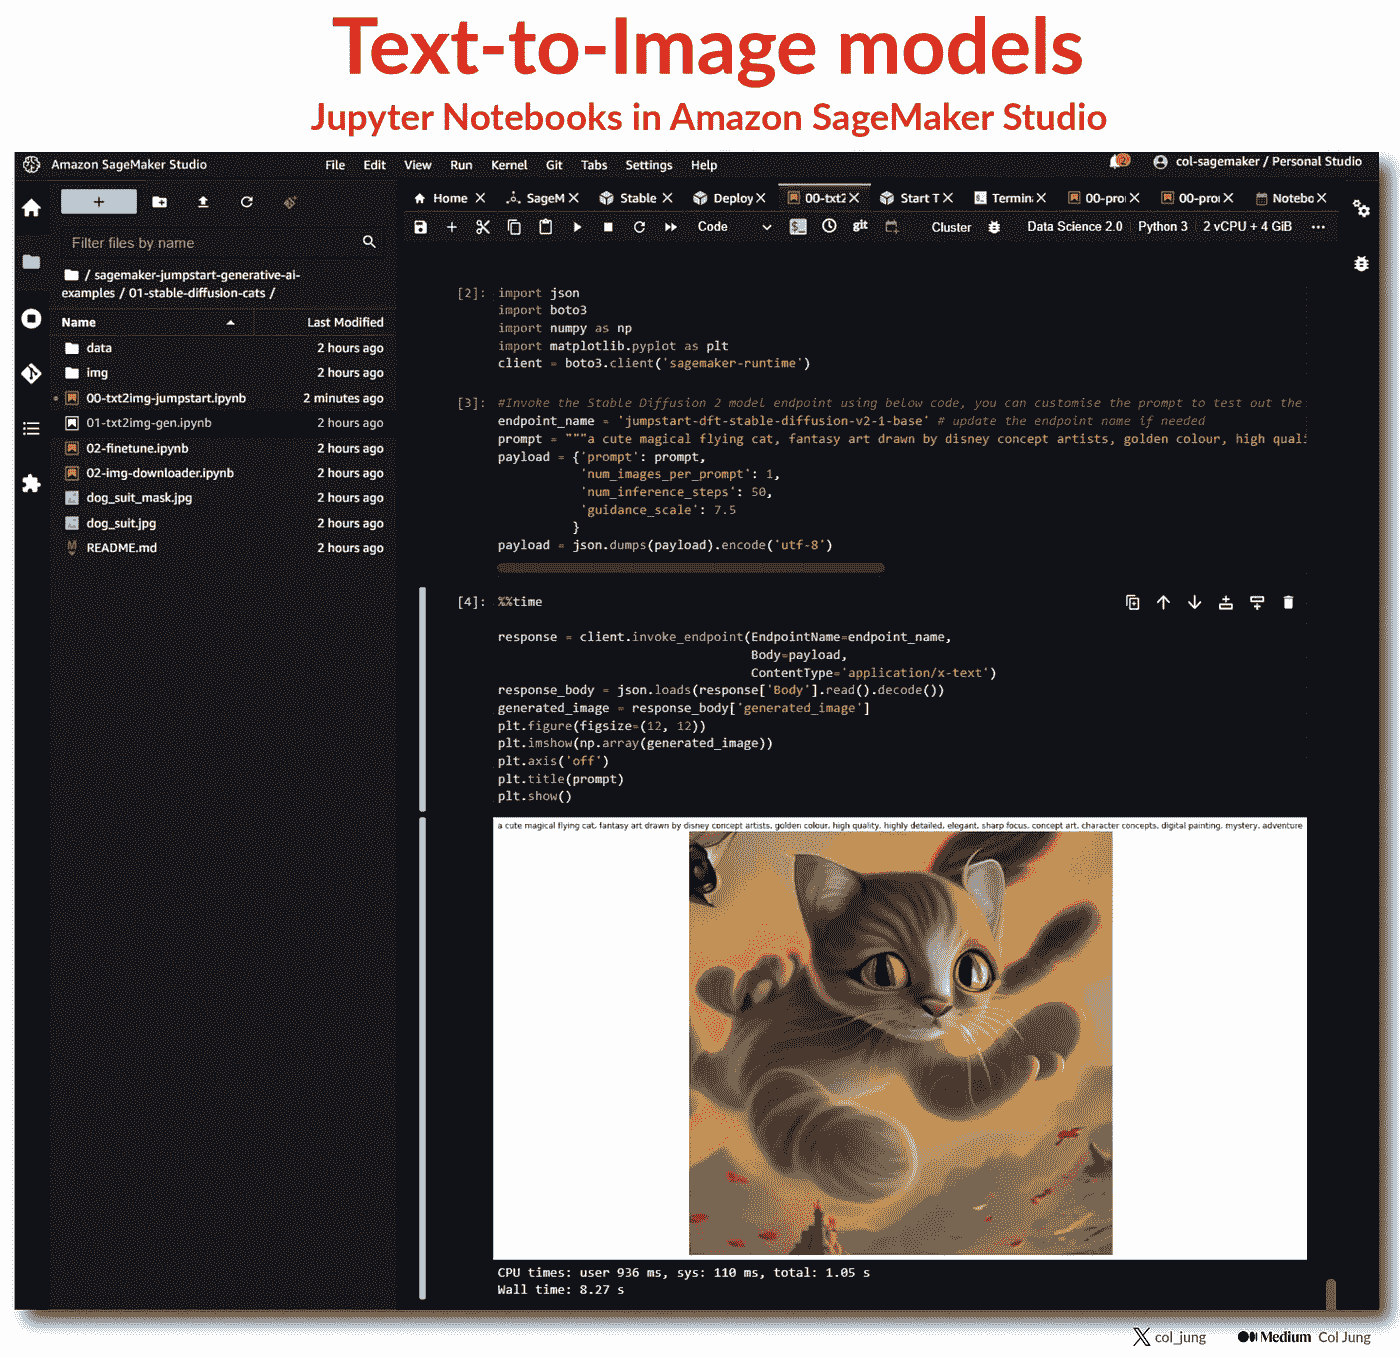 Text-to-Image models
Jupyter Notebooks in Amazon SageMaker Studio
Amazon SageMaker Studio
File Edit View Run Kernel Git Tabs Settings Help
2
col-sagemaker / Personal Studio
+
Filter files by name
/ sagemaker-jumpstart-generative-ai-
examples / 01-stable-diffusion-cats /
Name Last Modified
data 2 hours ago
img 2 hours ago
00-txt2img-jumpstart.ipynb 2 minutes ago
01-txt2img-gen.ipynb 2 hours ago
02-finetune.ipynb 2 hours ago
02-img-downloader.ipynb 2 hours ago
dog_suit_mask.jpg 2 hours ago
dog_suit.jpg 2 hours ago
README.md 2 hours ago
Home SageM Stable Deploy 00-txt2 Start T Termin 00-pro 00-pro Notebo
Code git Cluster Data Science 2.0 Python 3 2 vCPU + 4 GiB
[2]: import json
import boto3
import numpy as np
import matplotlib.pyplot as plt
client = boto3.client('sagemaker-runtime')
[3]: #Invoke the Stable Diffusion 2 model endpoint using below code, you can customise the prompt to test out the
endpoint_name = 'jumpstart-dft-stable-diffusion-v2-1-base' # update the endpoint name if needed
prompt = """a cute magical flying cat, fantasy art drawn by disney concept artists, golden colour, high quali
payload = {'prompt': prompt,
'num_images_per_prompt': 1,
'num_inference_steps': 50,
'guidance_scale': 7.5
}
payload = json.dumps(payload).encode('utf-8')
[4]: %%time
response = client.invoke_endpoint(EndpointName=endpoint_name,
Body=payload,
ContentType='application/x-text')
response_body = json.loads(response['Body'].read().decode())
generated_image = response_body['generated_image']
plt.figure(figsize=(12, 12))
plt.imshow(np.array(generated_image))
plt.axis('off')
plt.title(prompt)
plt.show()
a cute magical flying cat, fantasy art drawn by disney concept artists, golden colour, high quality, highly detailed, elegant, sharp focus, concept art, character concepts, digital painting, mystery, adventure
CPU times: user 936 ms, sys: 110 ms, total: 1.05 s
Wall time: 8.27 s
col_jung Medium Col Jung